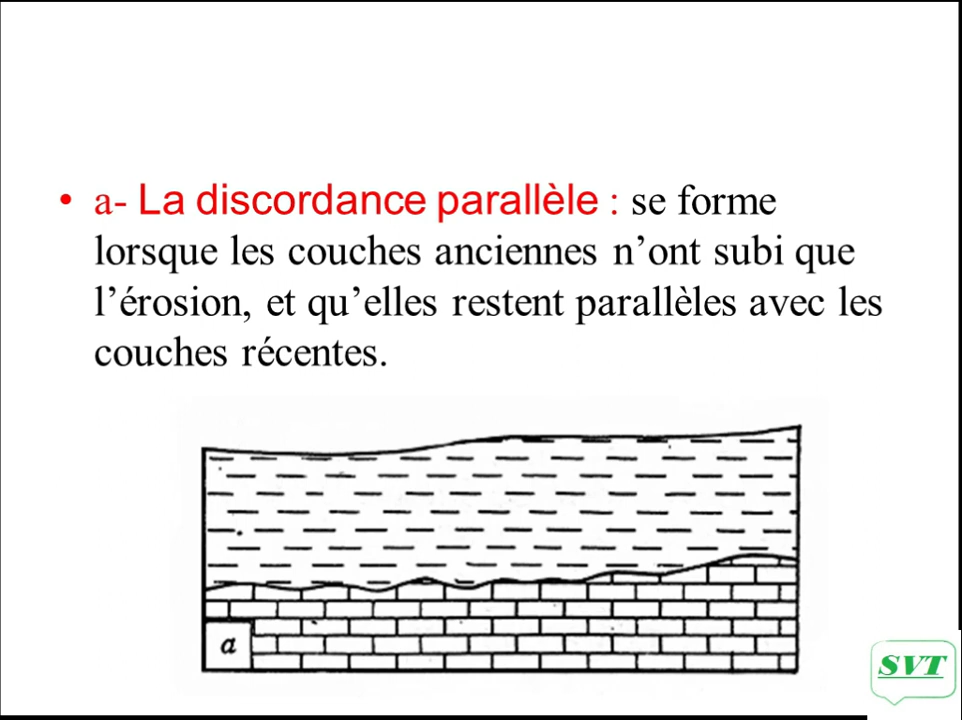 • a- La discordance parallèle : se forme
lorsque les couches anciennes n’ont subi que
l’érosion, et qu’elles restent parallèles avec les
couches récentes.
a
SVT